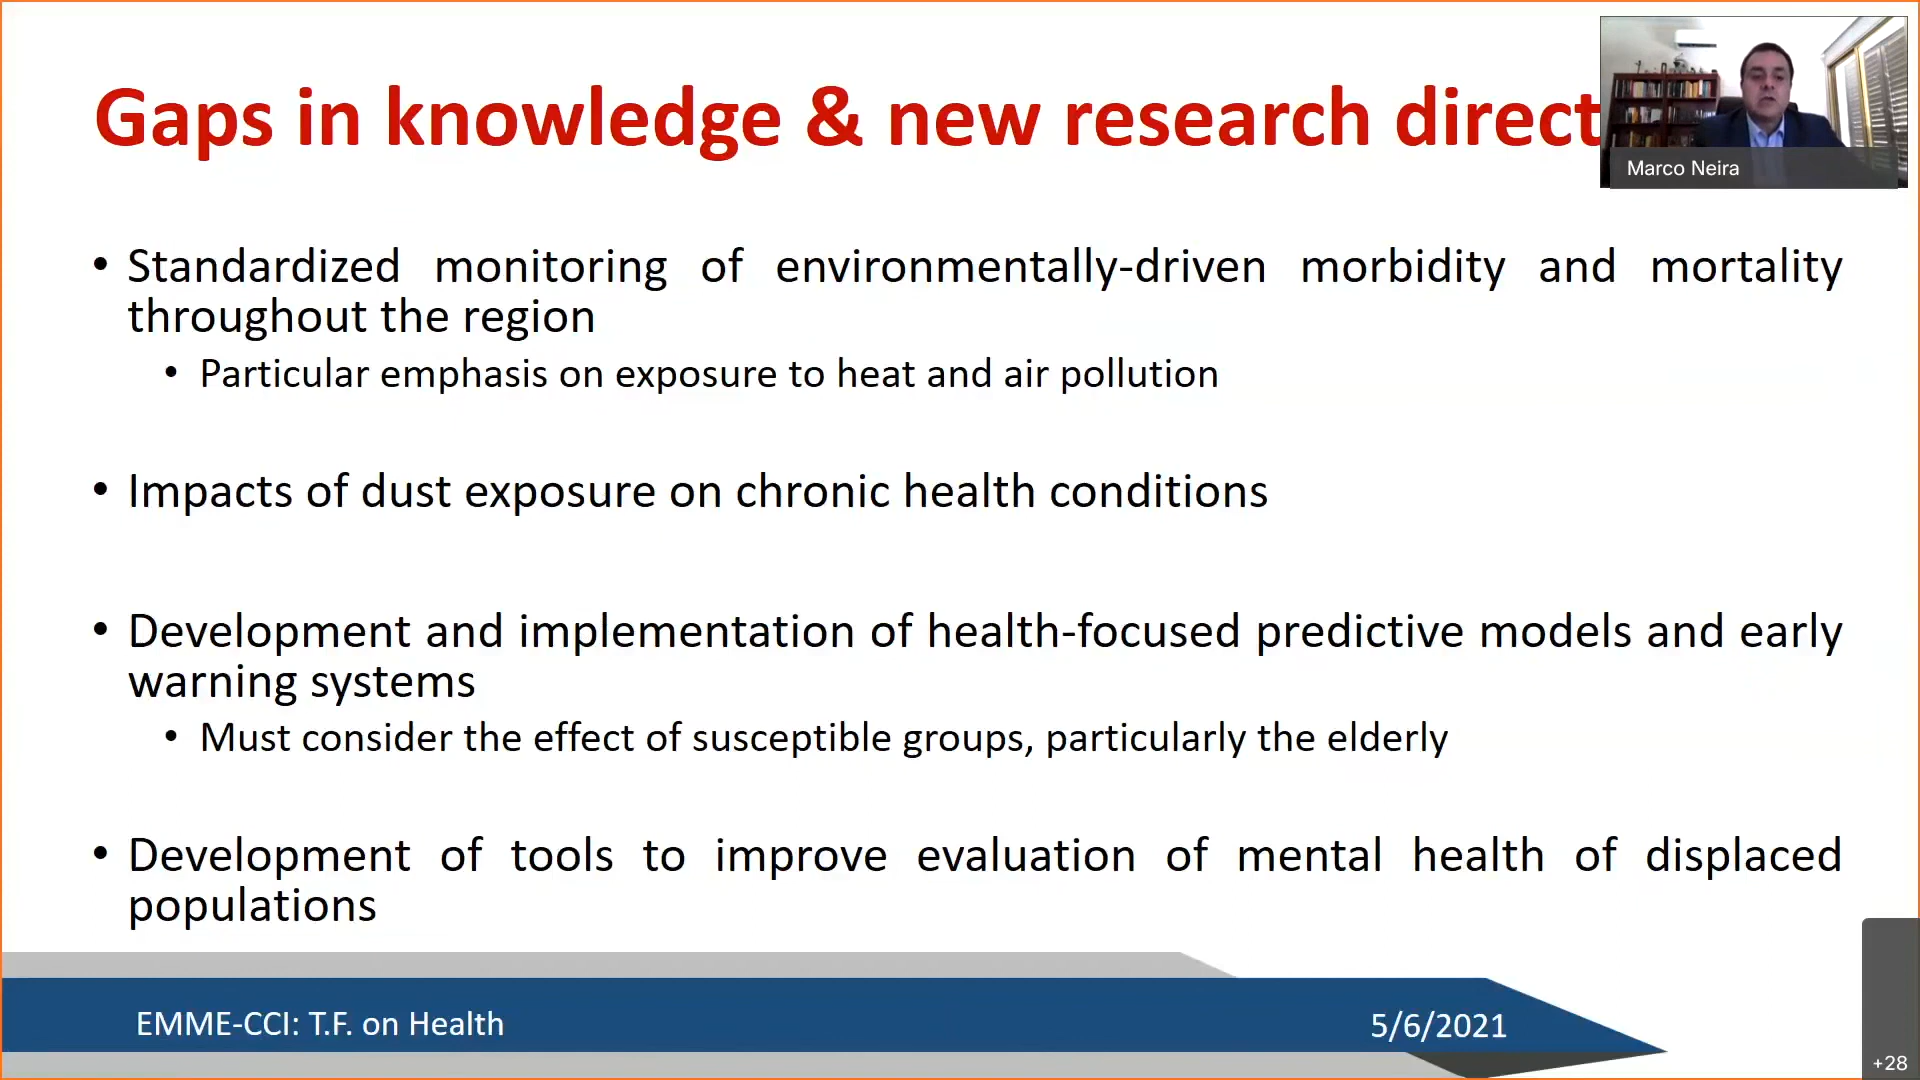 Gaps in knowledge & new research direct
Marco Neira
• Standardized monitoring of environmentally-driven morbidity and mortality
throughout the region
• Particular emphasis on exposure to heat and air pollution
• Impacts of dust exposure on chronic health conditions
• Development and implementation of health-focused predictive models and early
warning systems
• Must consider the effect of susceptible groups, particularly the elderly
• Development of tools to improve evaluation of mental health of displaced
populations
EMME-CCI: T.F. on Health
5/6/2021
+28